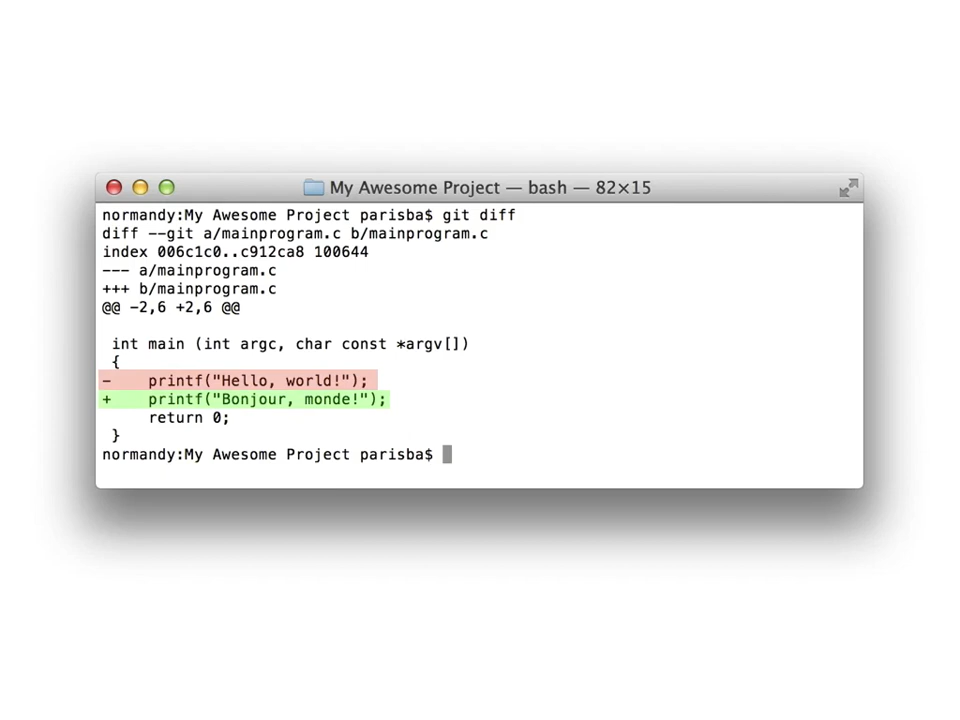 My Awesome Project — bash — 82×15
normandy:My Awesome Project parisba$ git diff
diff --git a/mainprogram.c b/mainprogram.c
index 006c1c0..c912ca8 100644
--- a/mainprogram.c
+++ b/mainprogram.c
@@ -2,6 +2,6 @@
 int main (int argc, char const *argv[])
 {
-    printf("Hello, world!");
+    printf("Bonjour, monde!");
     return 0;
 }
normandy:My Awesome Project parisba$